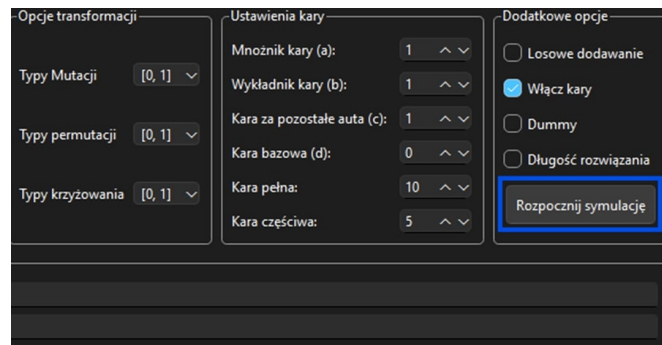 Opcje transformacji
Typy Mutacji [0, 1]
Typy permutacji [0, 1]
Typy krzyżowania [0, 1]
Ustawienia kary
Mnożnik kary (a): 1
Wykładnik kary (b): 1
Kara za pozostałe auta (c): 1
Kara bazowa (d): 0
Kara pełna: 10
Kara częściwa: 5
Dodatkowe opcje
Losowe dodawanie
Włącz kary
Dummy
Długość rozwiązania
Rozpocznij symulację